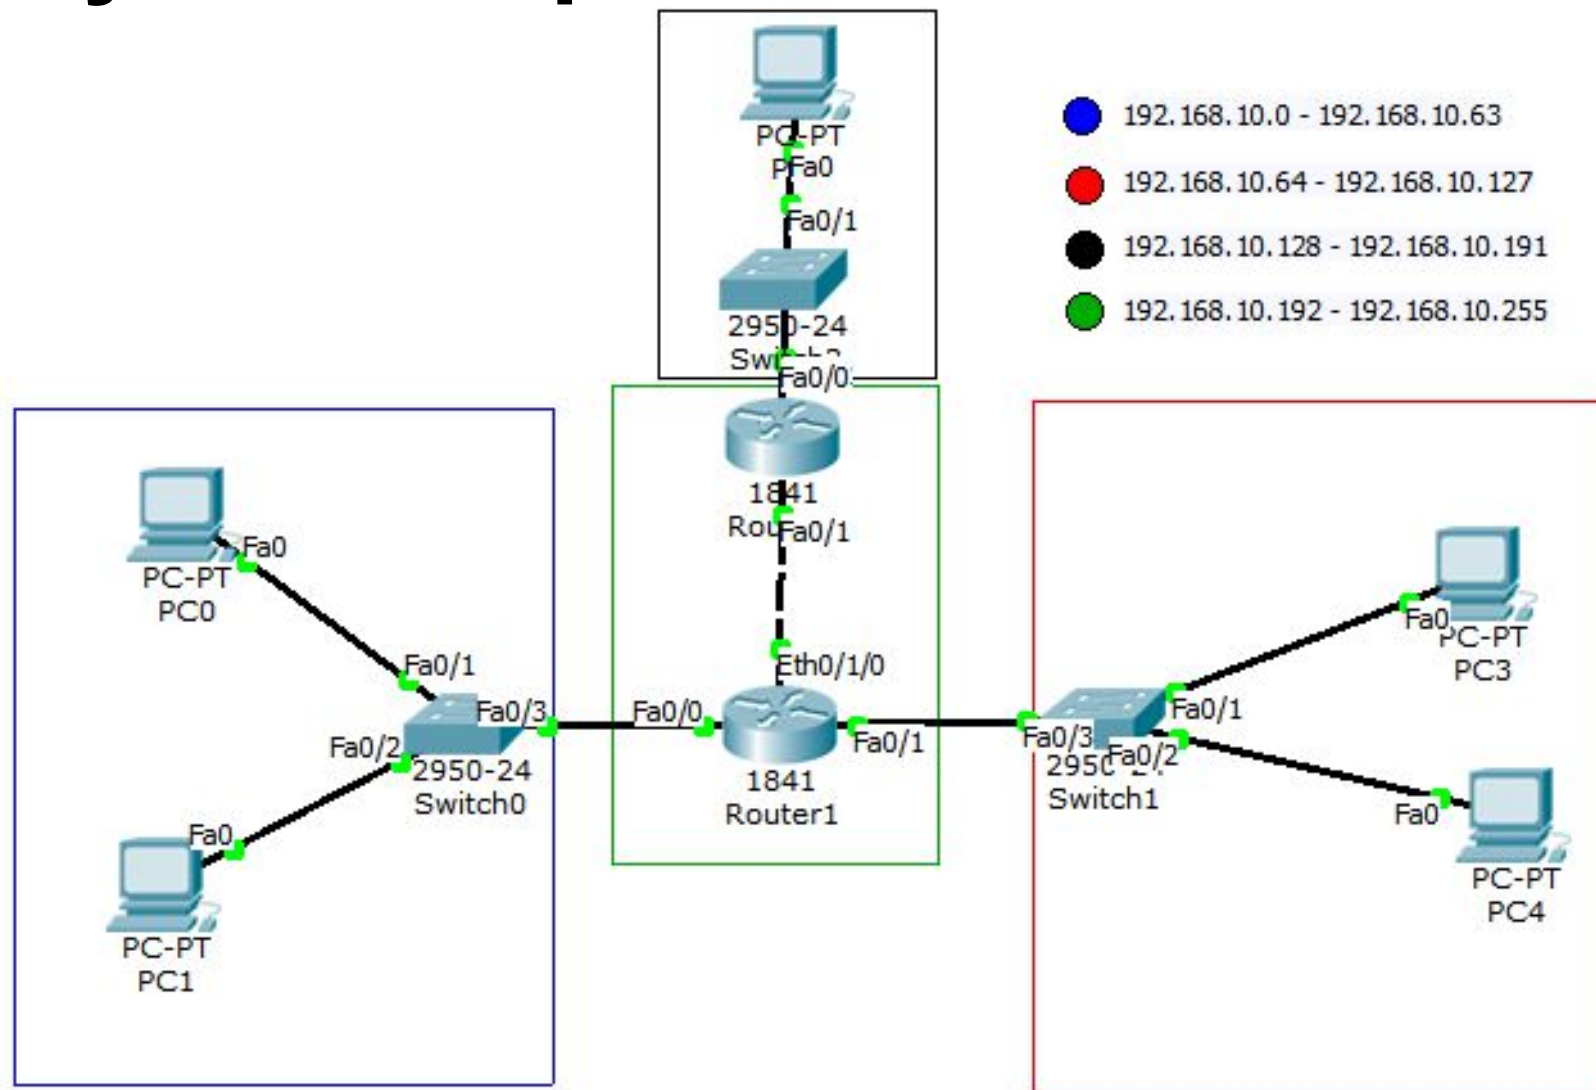 PC-PT
Fa0
Fa0/1
2950-24
Fa0/0
1841
Fa0/1
Eth0/1/0
192.168.10.0 - 192.168.10.63
192.168.10.64 - 192.168.10.127
192.168.10.128 - 192.168.10.191
192.168.10.192 - 192.168.10.255
Fa0
PC-PT
PC0
Fa0/1
Fa0/3
Fa0/2
2950-24
Switch0
Fa0
PC-PT
PC1
Fa0/0
Fa0/1
1841
Router1
Fa0/3
Fa0/1
Fa0/2
Switch1
Fa0
PC-PT
PC3
Fa0
PC-PT
PC4